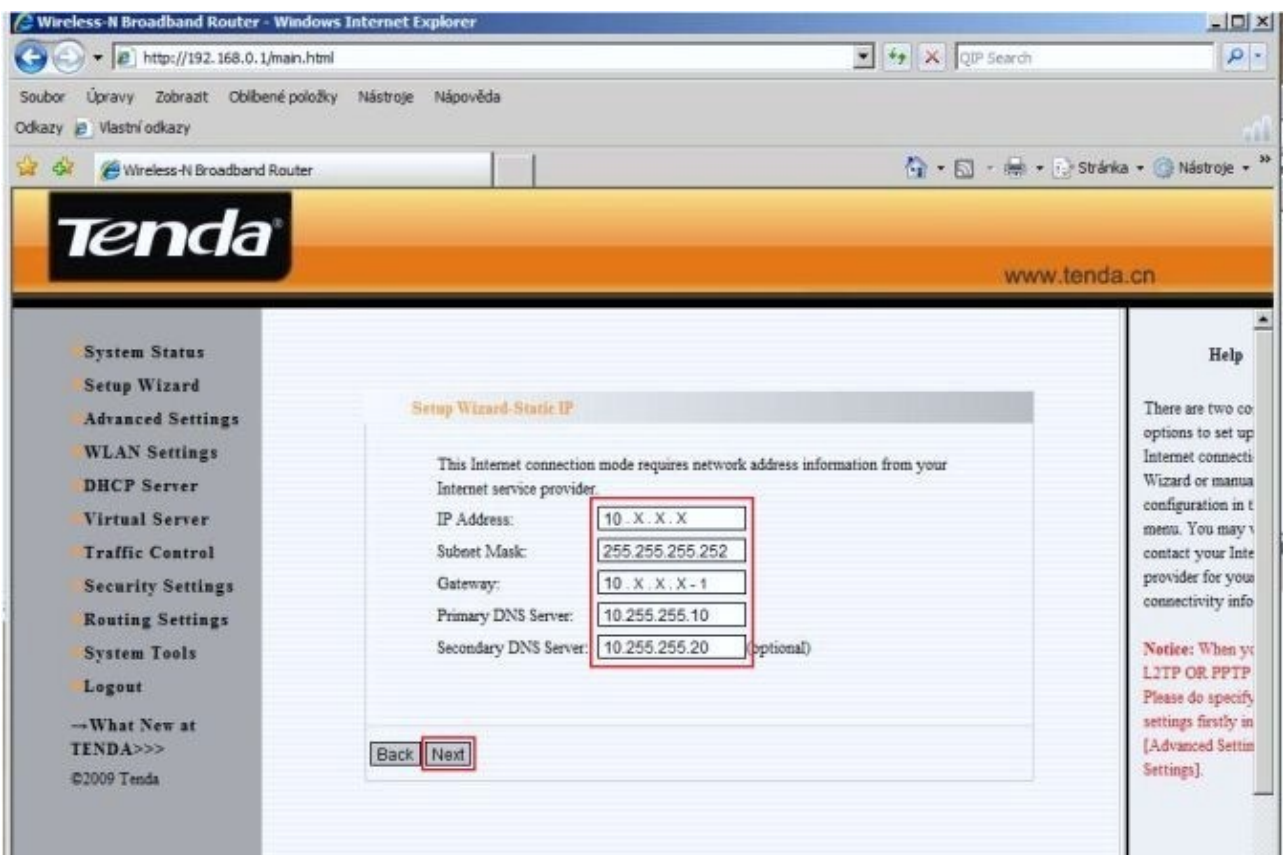 Wireless-N Broadband Router - Windows Internet Explorer
http://192.168.0.1/main.html
QIP Search
Soubor Úpravy Zobrazit Oblíbené položky Nástroje Nápověda
Odkazy Vlastní odkazy
Wireless-N Broadband Router
Stránka Nástroje
Tenda®
www.tenda.cn
System Status
Setup Wizard
Advanced Settings
WLAN Settings
DHCP Server
Virtual Server
Traffic Control
Security Settings
Routing Settings
System Tools
Logout
→What New at
TENDA>>>
©2009 Tenda
Setup Wizard-Static IP
This Internet connection mode requires network address information from your
Internet service provider.
IP Address: 10 . X . X . X
Subnet Mask: 255.255.255.252
Gateway: 10 . X . X . X - 1
Primary DNS Server: 10.255.255.10
Secondary DNS Server: 10.255.255.20 (optional)
Back Next
Help
There are two co
options to set up
Internet connecti
Wizard or manua
configuration in t
menu. You may v
contact your Inte
provider for your
connectivity info
Notice: When yo
L2TP OR PPTP
Please do specify
settings firstly in
[Advanced Settin
Settings].